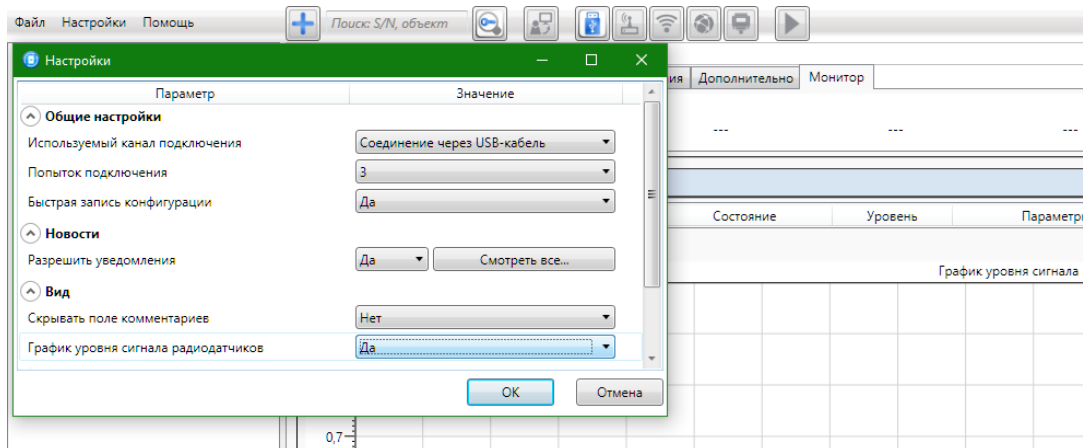 Файл Настройки Помощь
Поиск: S/N, объект
Настройки
Дополнительно Монитор
Параметр Значение
--- --- ---
Общие настройки
Используемый канал подключения Соединение через USB-кабель
Попыток подключения 3
Быстрая запись конфигурации Да
Состояние Уровень
Новости
Разрешить уведомления Да Смотреть все...
График уровня сигнала
Вид
Скрывать поле комментариев Нет
График уровня сигнала радиодатчиков Да
OK Отмена
0,7